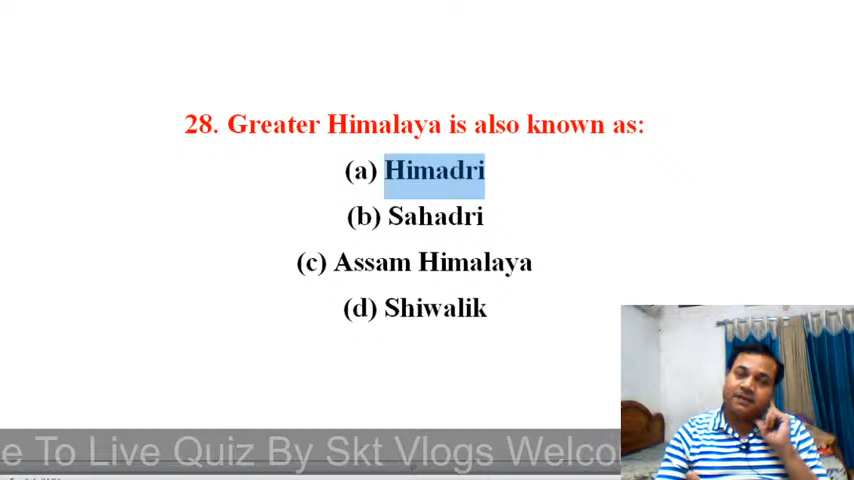 28. Greater Himalaya is also known as:
(a) Himadri
(b) Sahadri
(c) Assam Himalaya
(d) Shiwalik
e To Live Quiz By Skt Vlogs Welco